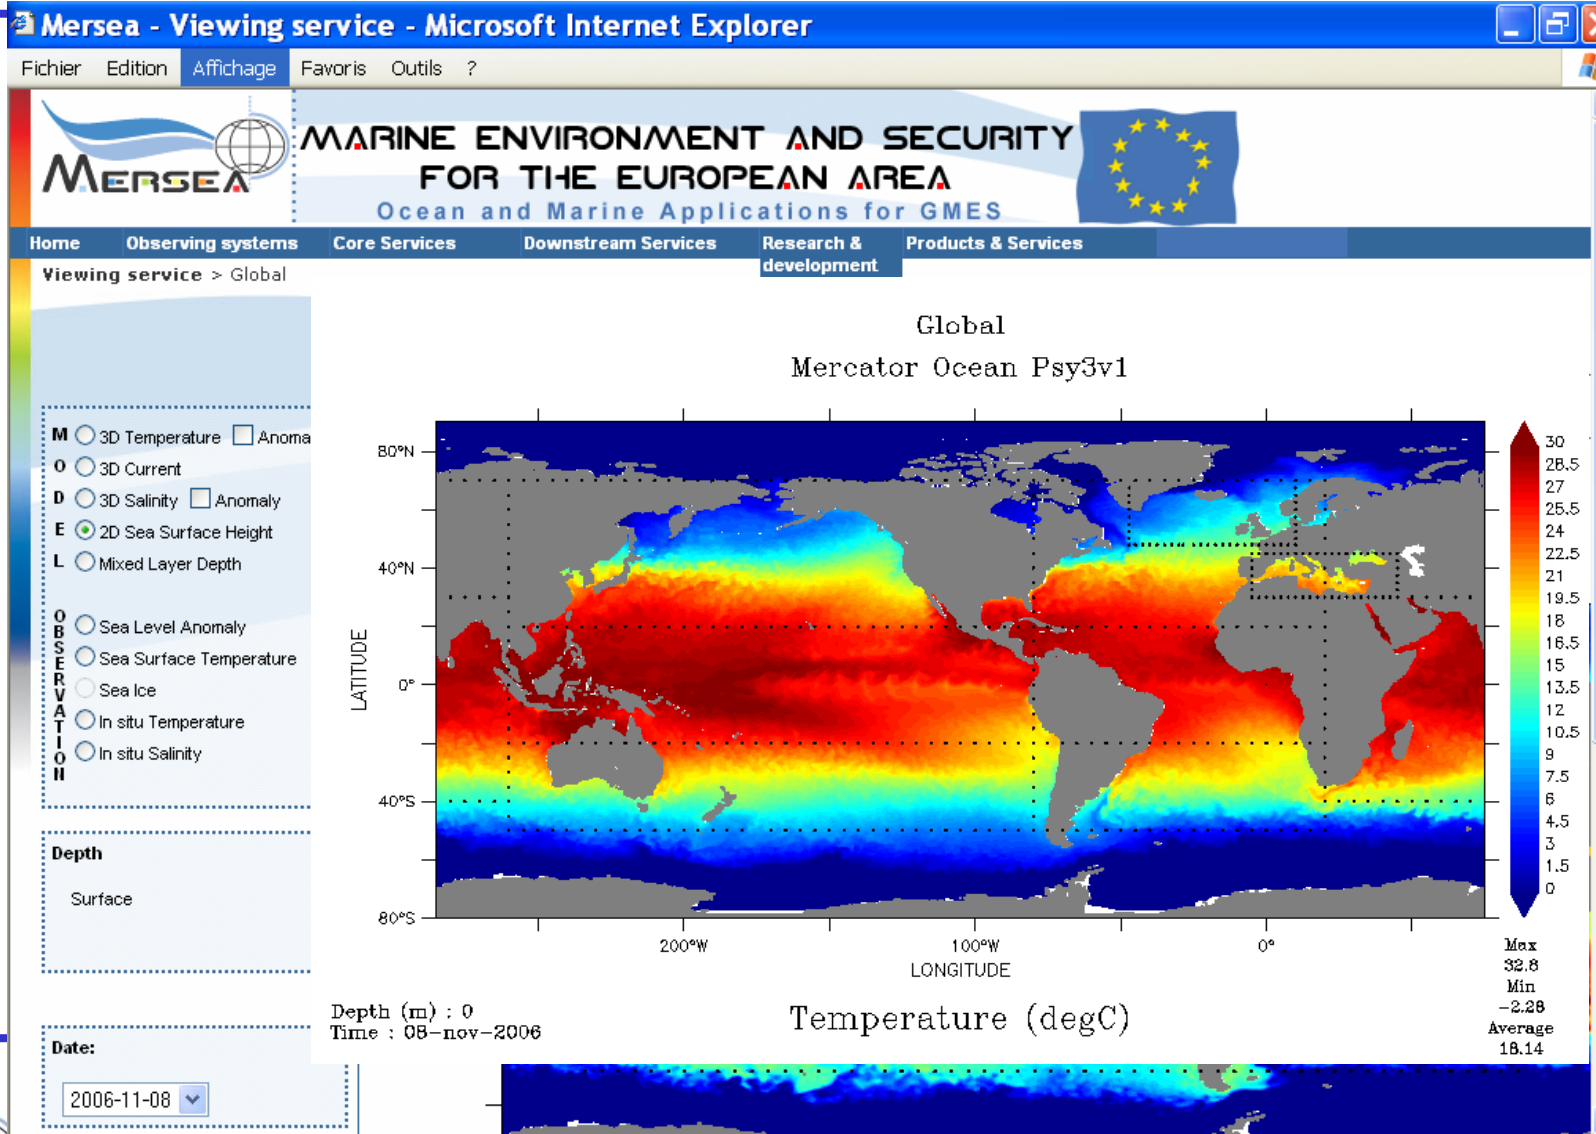 Mersea - Viewing service - Microsoft Internet Explorer
Fichier Edition Affichage Favoris Outils ?
MERSEA
MARINE ENVIRONMENT AND SECURITY
FOR THE EUROPEAN AREA
Ocean and Marine Applications for GMES
Home Observing systems Core Services Downstream Services Research & development Products & Services
Viewing service > Global
MODEL
3D Temperature Anoma
3D Current
3D Salinity Anomaly
2D Sea Surface Height
Mixed Layer Depth
OBSERVATION
Sea Level Anomaly
Sea Surface Temperature
Sea Ice
In situ Temperature
In situ Salinity
Depth
Surface
Date:
2006-11-08
Global
Mercator Ocean Psy3v1
80°N
40°N
0°
40°S
80°S
LATITUDE
200°W 100°W 0°
LONGITUDE
30
28.5
27
25.5
24
22.5
21
19.5
18
16.5
15
13.5
12
10.5
9
7.5
6
4.5
3
1.5
0
Max
32.8
Min
-2.28
Average
18.14
Depth (m) : 0
Time : 08-nov-2006
Temperature (degC)